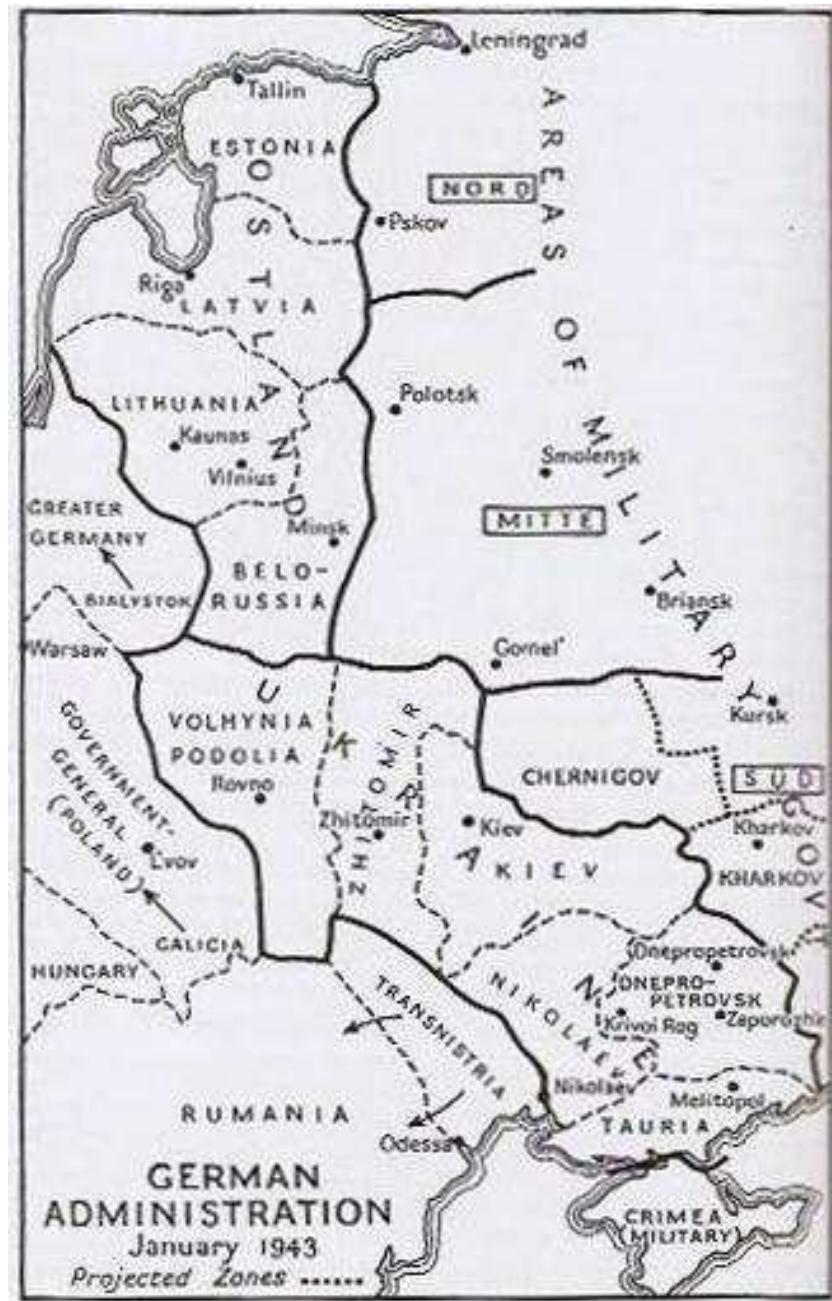 Leningrad
Tallin
ESTONIA
OSTLAND
AREAS OF MILITARY GOVT
NORD
Pskov
Riga
LATVIA
LITHUANIA
Kaunas
Vilnius
Polotsk
Smolensk
MITTE
GREATER
GERMANY
BIALYSTOK
Minsk
BELO-
RUSSIA
Briansk
Warsaw
Gomel'
Kursk
UKRAINE
VOLHYNIA
PODOLIA
Rovno
ZHITOMIR
Zhitomir
CHERNIGOV
SÜD
Kiev
KIEV
Kharkov
KHARKOV
GOVERNMENT-
GENERAL
(POLAND)
Lvov
GALICIA
HUNGARY
Dnepropetrovsk
DNEPRO-
PETROVSK
NIKOLAEV
Krivoi Rog
Zaporozhe
TRANSNISTRIA
Nikolaev
Melitopol
TAURIA
RUMANIA
Odessa
CRIMEA
(MILITARY)
GERMAN
ADMINISTRATION
January 1943
Projected Zones